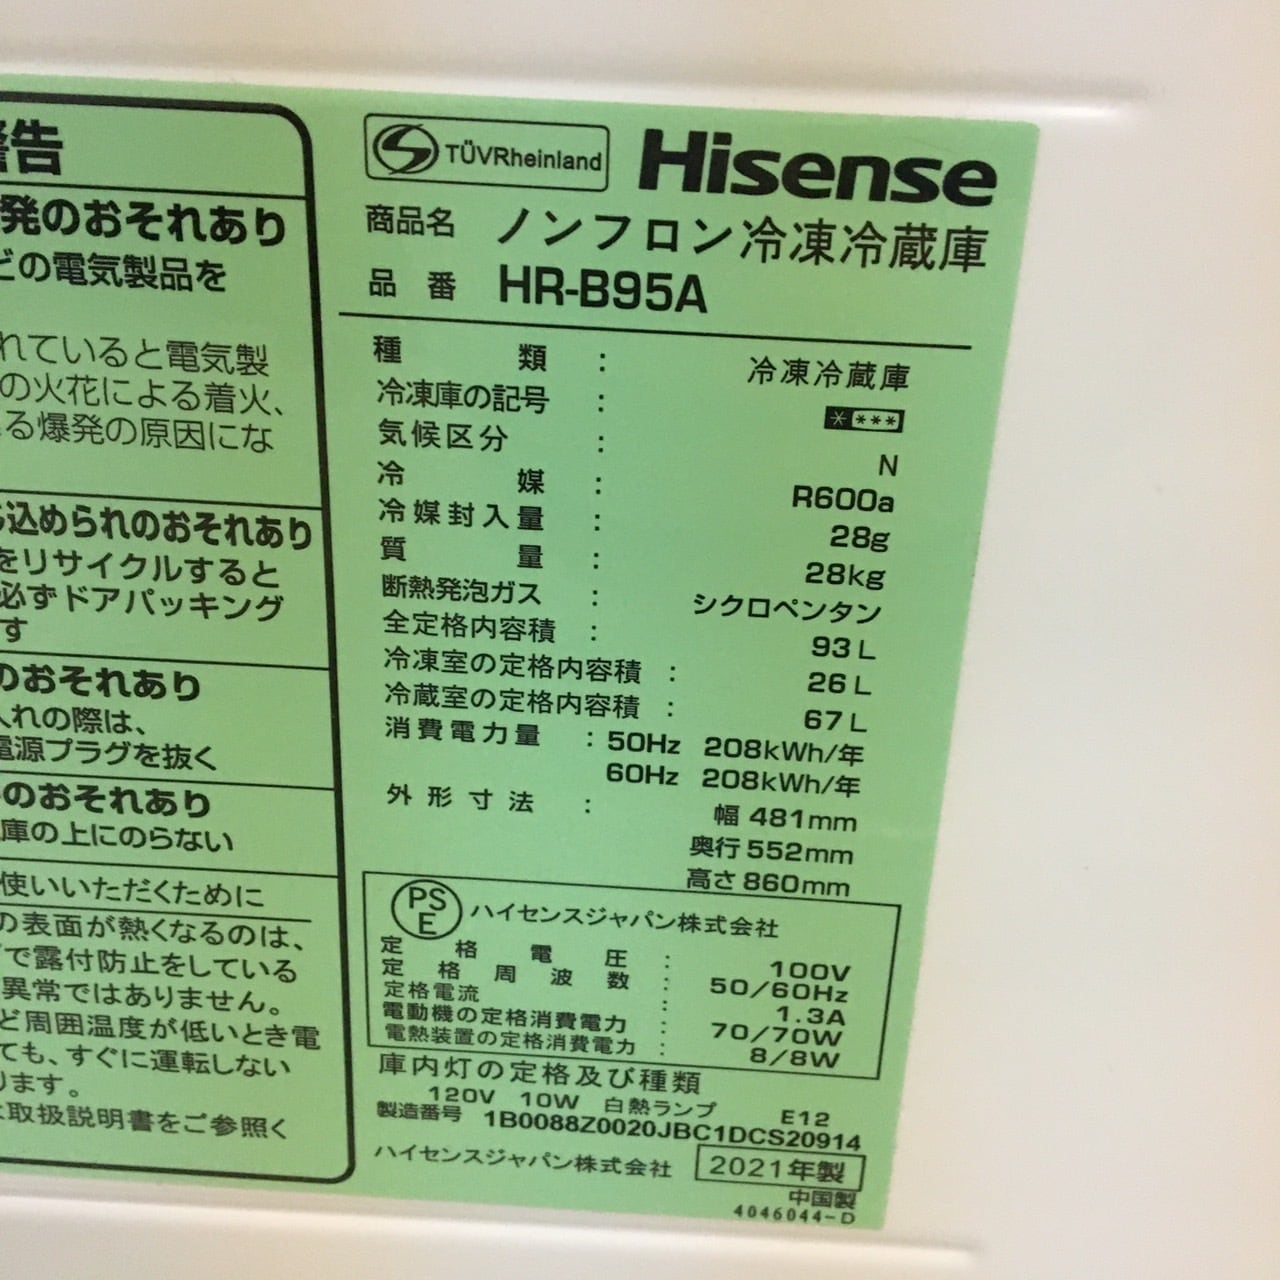 警告
発のおそれあり
どの電気製品を
れていると電気製
の火花による着火、
る爆発の原因にな
込められのおそれあり
をリサイクルすると
必ずドアパッキング
す
のおそれあり
入れの際は、
電源プラグを抜く
のおそれあり
庫の上にのらない
使いいただくために
の表面が熱くなるのは、
で露付防止をしている
異常ではありません。
ど周囲温度が低いとき電
ても、すぐに運転しない
ります。
取扱説明書をご参照く
TÜVRheinland Hisense
商品名 ノンフロン冷凍冷蔵庫
品番 HR-B95A
種類 : 冷凍冷蔵庫
冷凍庫の記号 : * ***
気候区分 : N
冷媒 : R600a
冷媒封入量 : 28g
質量 : 28kg
断熱発泡ガス : シクロペンタン
全定格内容積 : 93L
冷凍室の定格内容積 : 26L
冷蔵室の定格内容積 : 67L
消費電力量 : 50Hz 208kWh/年
60Hz 208kWh/年
外形寸法 : 幅 481mm
奥行 552mm
高さ 860mm
PSE ハイセンスジャパン株式会社
定格電圧 : 100V
定格周波数 : 50/60Hz
定格電流 : 1.3A
電動機の定格消費電力 : 70/70W
電熱装置の定格消費電力 : 8/8W
庫内灯の定格及び種類
120V 10W 白熱ランプ E12
製造番号 1B0088Z0020JBC1DCS20914
ハイセンスジャパン株式会社 2021年製
中国製
4046044-D